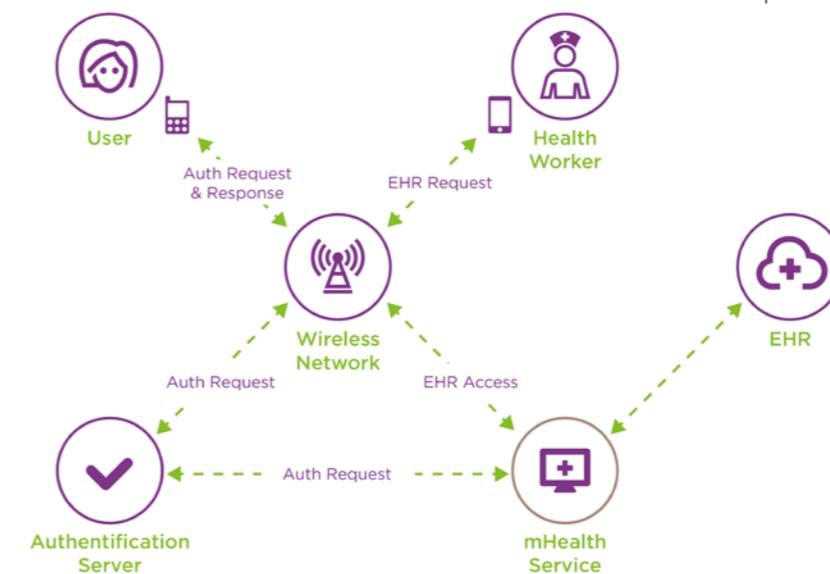 User
Health
Worker
Auth Request
& Response
EHR Request
Wireless
Network
EHR
Auth Request
EHR Access
Auth Request
Authentification
Server
mHealth
Service